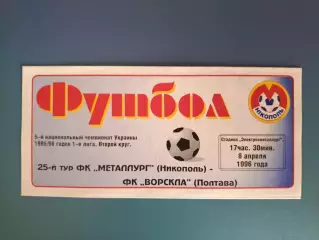 Футбол
НИКОПОЛЬ
5-й национальный чемпионат Украины
1995/96 годов 1-я лига. Второй круг.
Стадион „Электрометаллург"
17час. 30мин.
6 апреля
1996 года
25-й тур ФК „МЕТАЛЛУРГ" (Никополь) -
ФК „ВОРСКЛА" (Полтава)